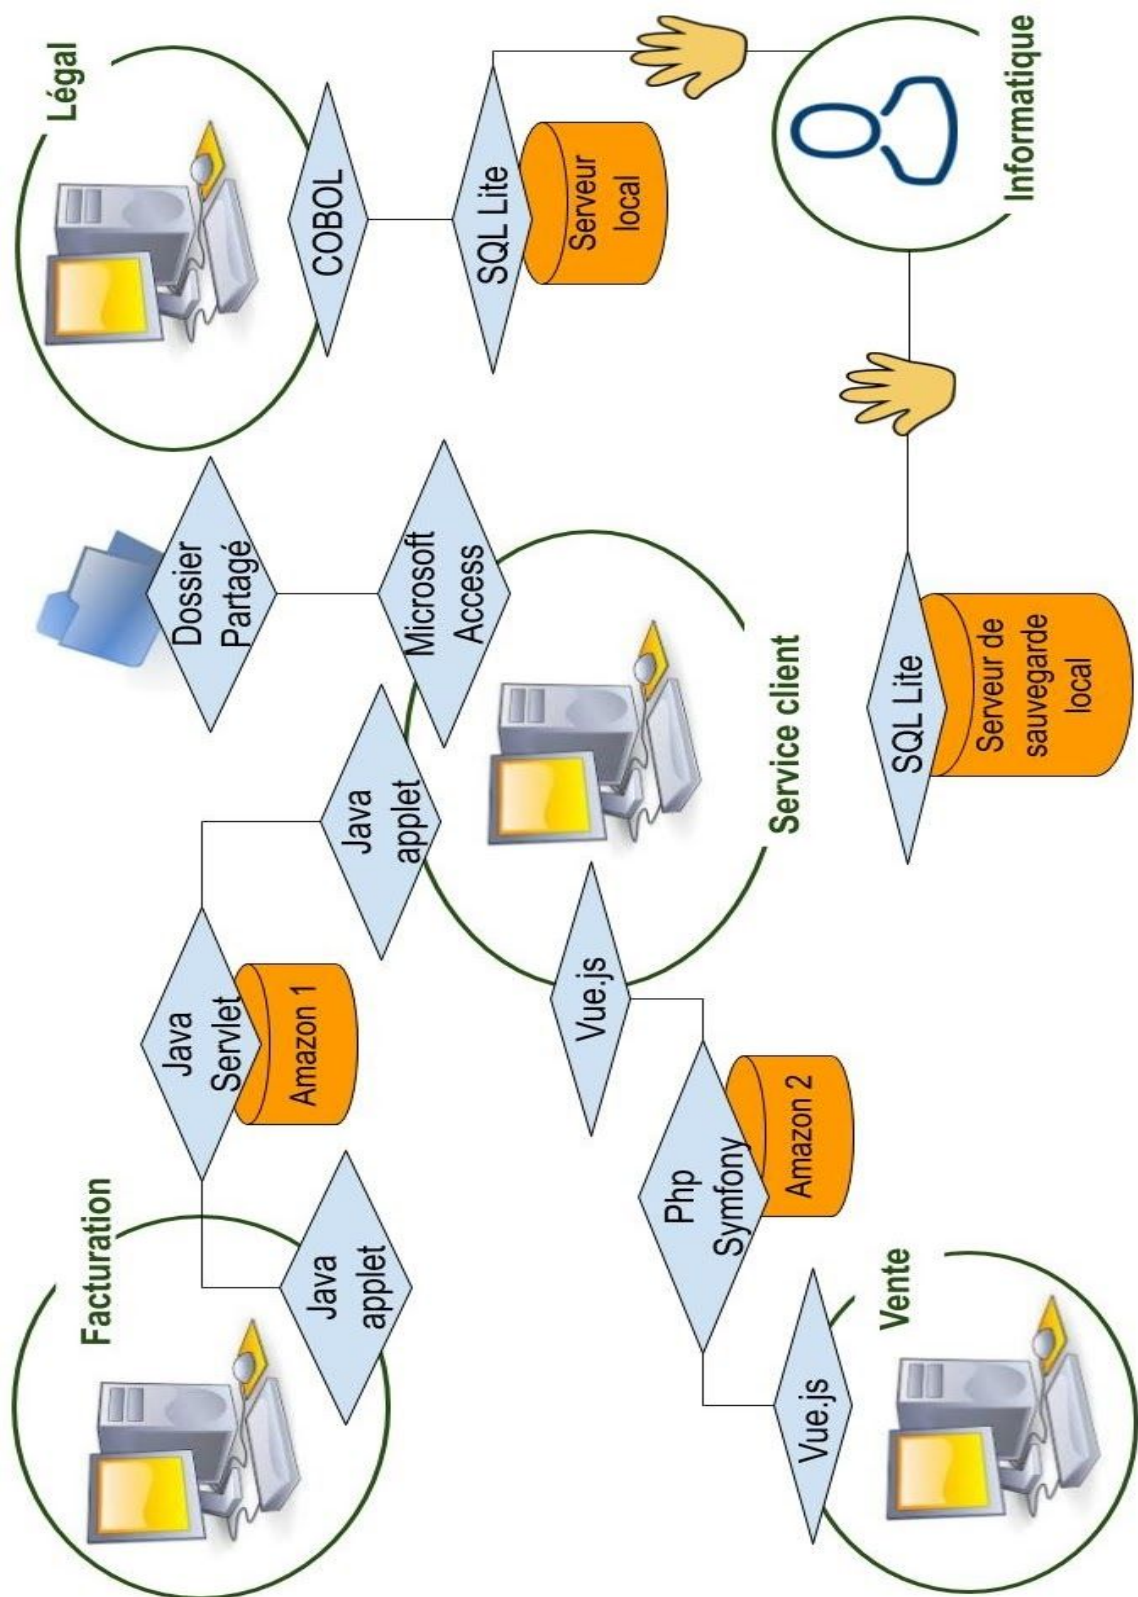 Facturation
Java
applet
Java
Servlet
Amazon 1
Java
applet
Dossier
Partagé
Microsoft
Access
Légal
COBOL
SQL Lite
Serveur
local
Vente
Vue.js
Php
Symfony
Amazon 2
Vue.js
Service client
SQL Lite
Serveur de
sauvegarde
local
Informatique